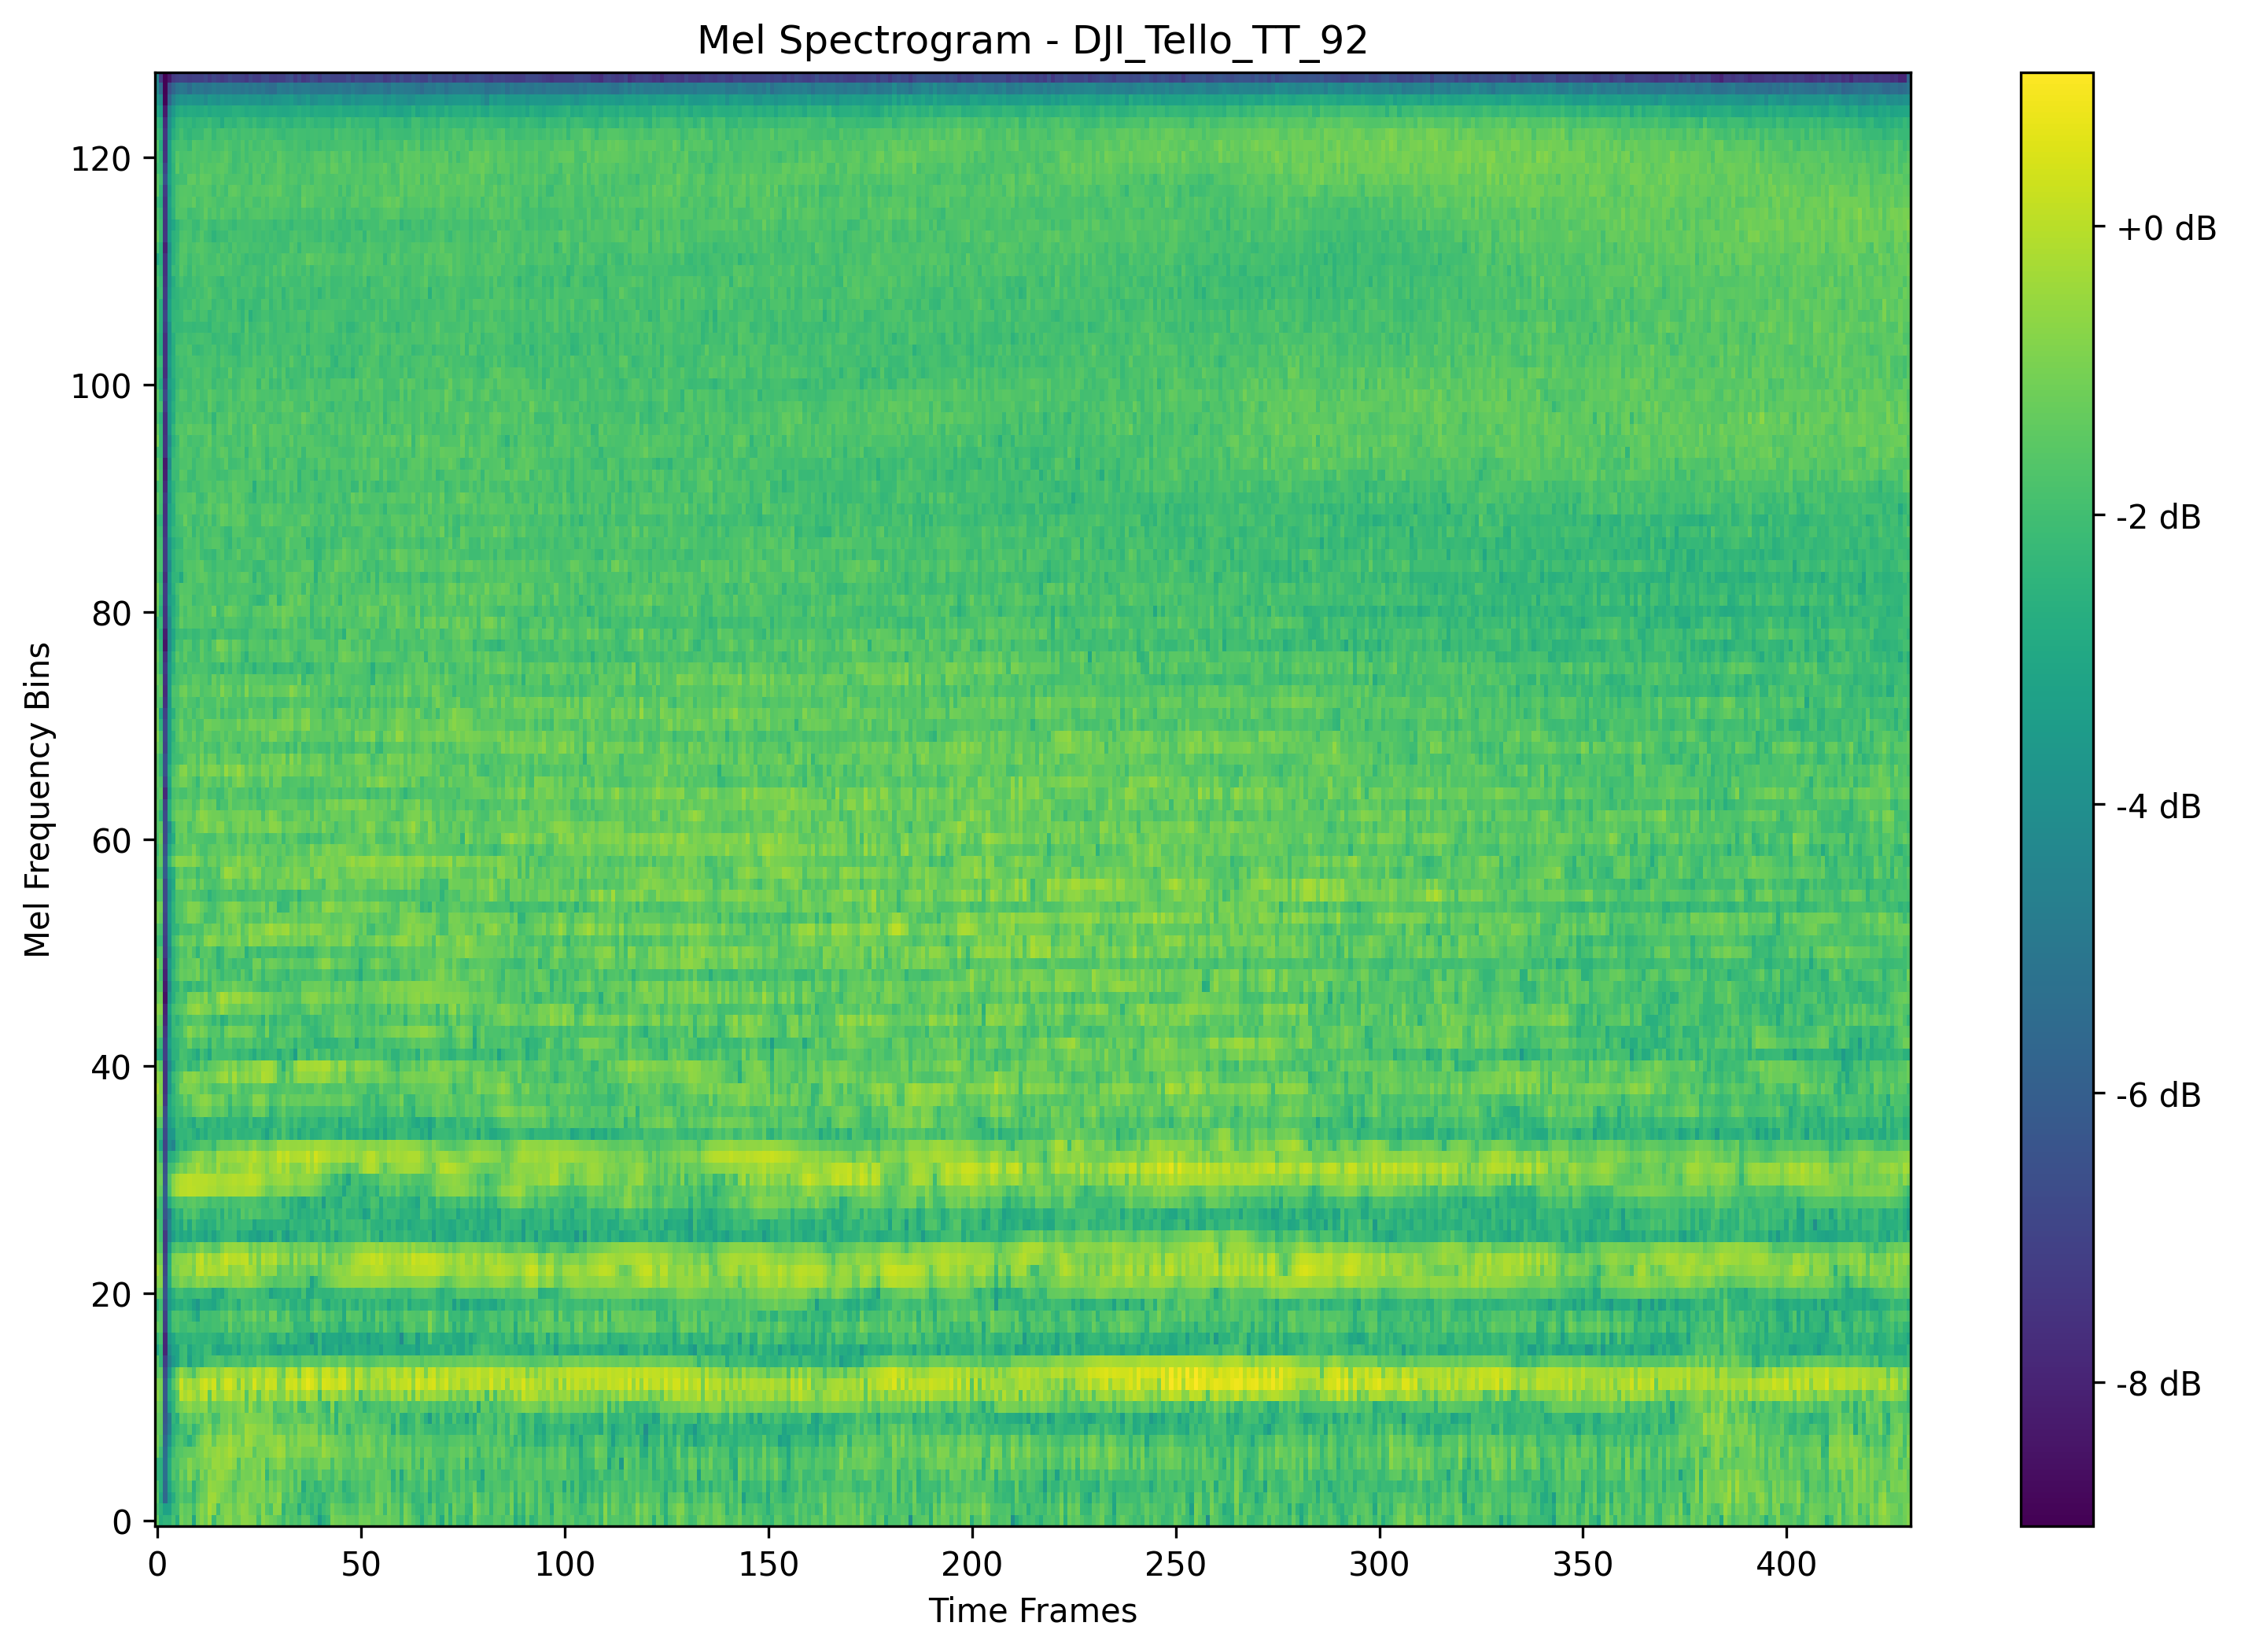 Mel Spectrogram - DJI_Tello_TT_92
120
100
80
60
40
20
0
Mel Frequency Bins
0 50 100 150 200 250 300 350 400
Time Frames
+0 dB
-2 dB
-4 dB
-6 dB
-8 dB